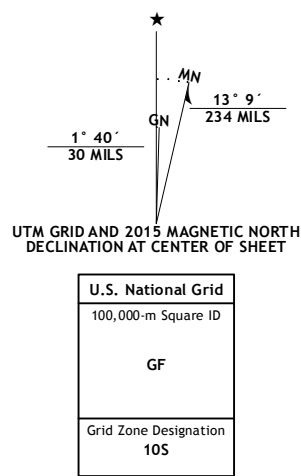 ★
MN
GN
13° 9´
234 MILS
1° 40´
30 MILS
UTM GRID AND 2015 MAGNETIC NORTH
DECLINATION AT CENTER OF SHEET
U.S. National Grid
100,000-m Square ID
GF
Grid Zone Designation
10S